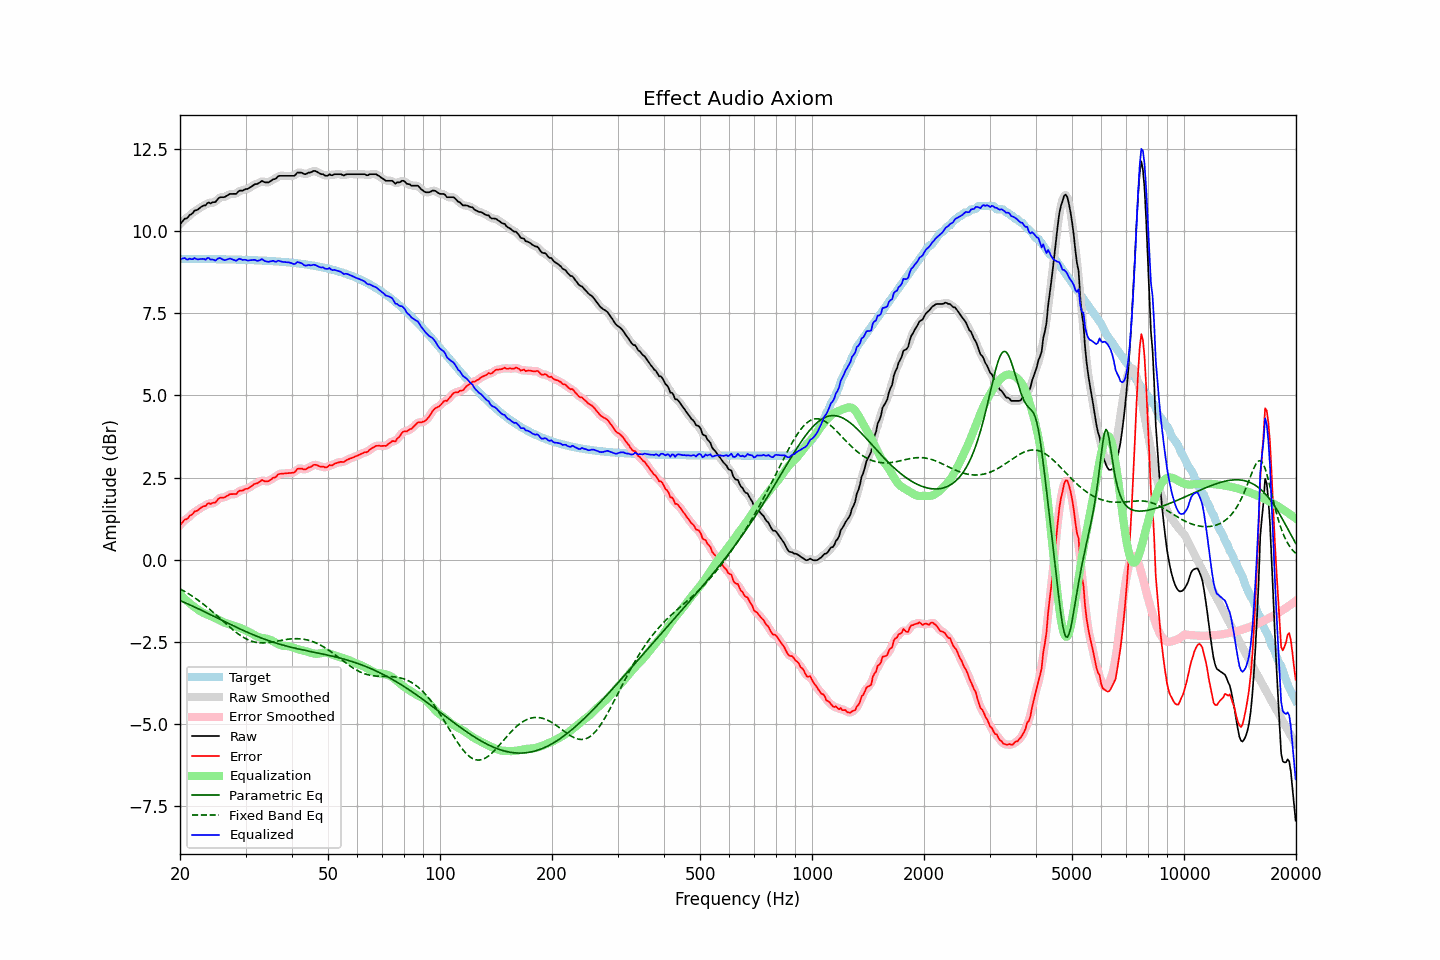 Effect Audio Axiom
Amplitude (dBr)
12.5
10.0
7.5
5.0
2.5
0.0
−2.5
−5.0
−7.5
Target
Raw Smoothed
Error Smoothed
Raw
Error
Equalization
Parametric Eq
Fixed Band Eq
Equalized
20 50 100 200 500 1000 2000 5000 10000 20000
Frequency (Hz)